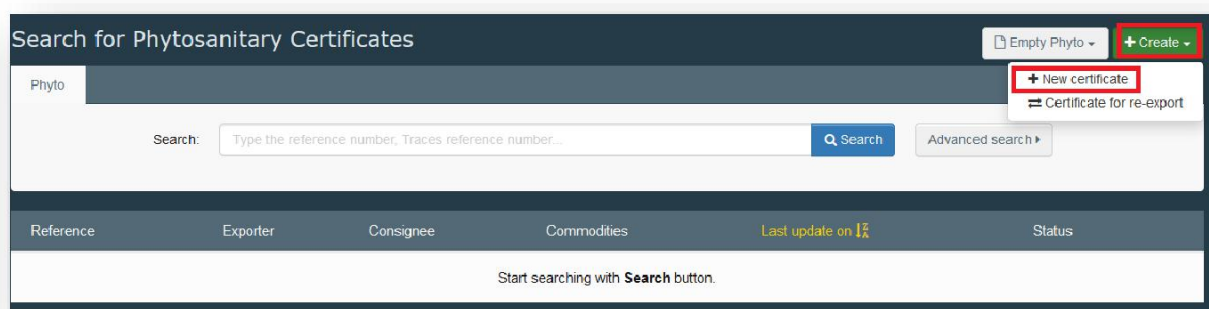 Search for Phytosanitary Certificates
Empty Phyto
+ Create
Phyto
+ New certificate
Certificate for re-export
Search:
Type the reference number, Traces reference number...
Search
Advanced search
Reference Exporter Consignee Commodities Last update on Status
Start searching with Search button.